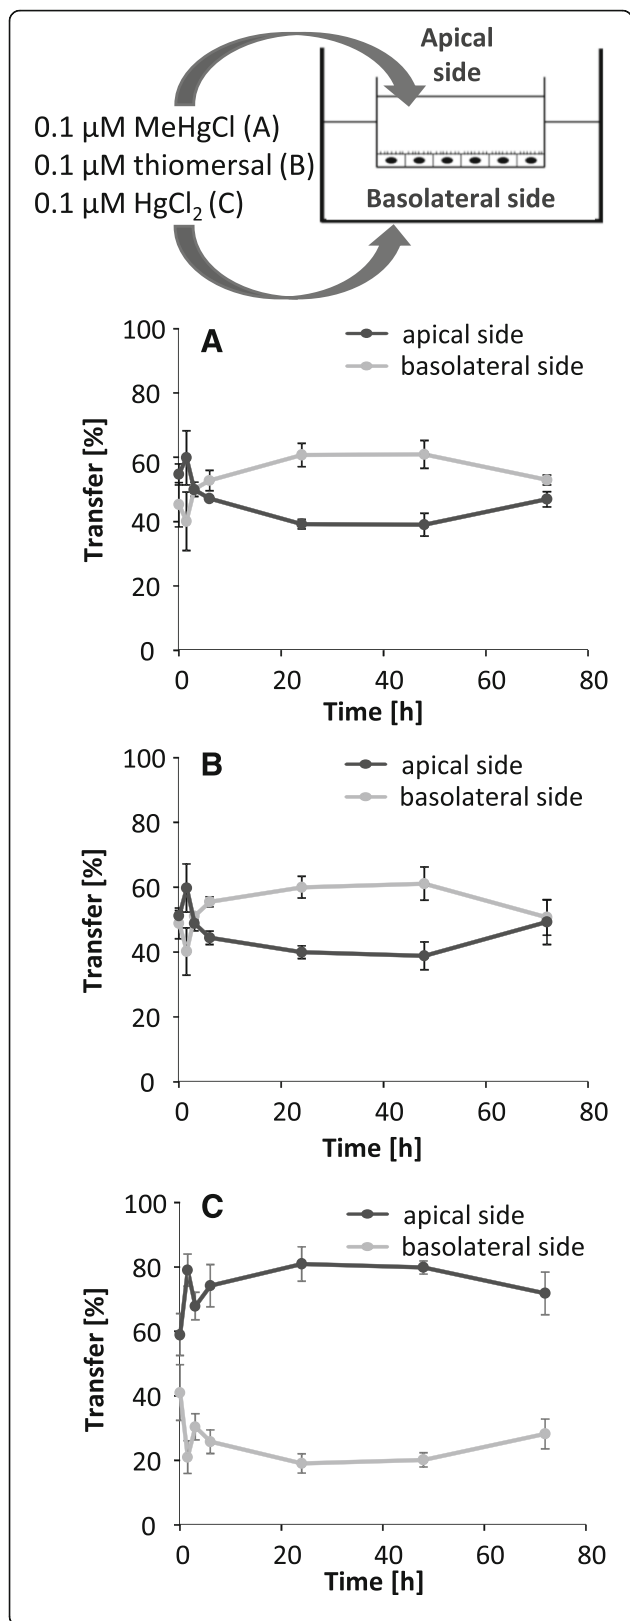 Apical
side
0.1 µM MeHgCl (A)
0.1 µM thiomersal (B)
0.1 µM HgCl₂ (C)
Basolateral side
A
apical side
basolateral side
Transfer [%]
100
80
60
40
20
0
0 20 40 60 80
Time [h]
B
apical side
basolateral side
Transfer [%]
100
80
60
40
20
0
0 20 40 60 80
Time [h]
C
apical side
basolateral side
Transfer [%]
100
80
60
40
20
0
0 20 40 60 80
Time [h]